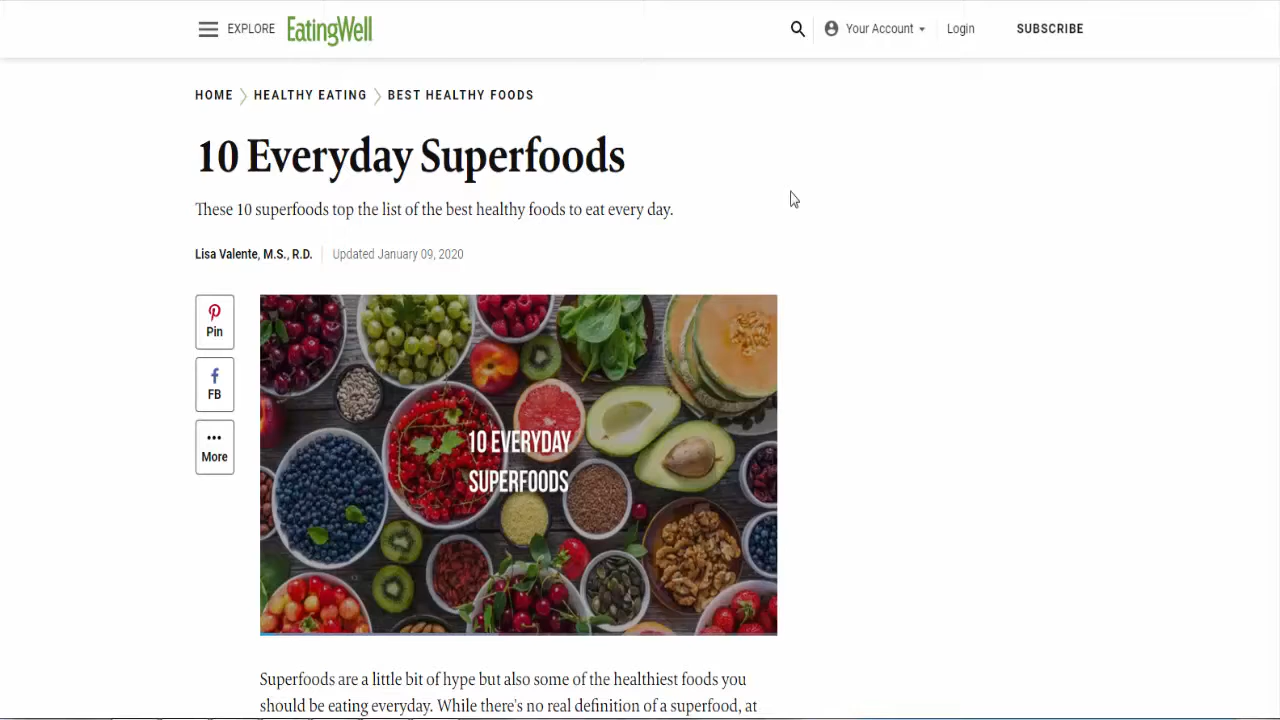 EXPLORE EatingWell Your Account Login SUBSCRIBE
HOME HEALTHY EATING BEST HEALTHY FOODS
10 Everyday Superfoods
These 10 superfoods top the list of the best healthy foods to eat every day.
Lisa Valente, M.S., R.D. Updated January 09, 2020
Pin
FB
More
10 EVERYDAY
SUPERFOODS
Superfoods are a little bit of hype but also some of the healthiest foods you
should be eating everyday. While there's no real definition of a superfood, at